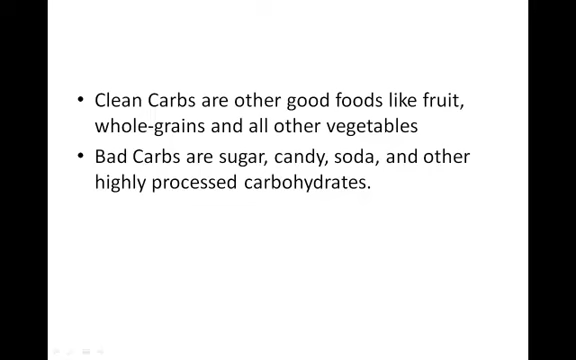 • Clean Carbs are other good foods like fruit,
whole-grains and all other vegetables
• Bad Carbs are sugar, candy, soda, and other
highly processed carbohydrates.